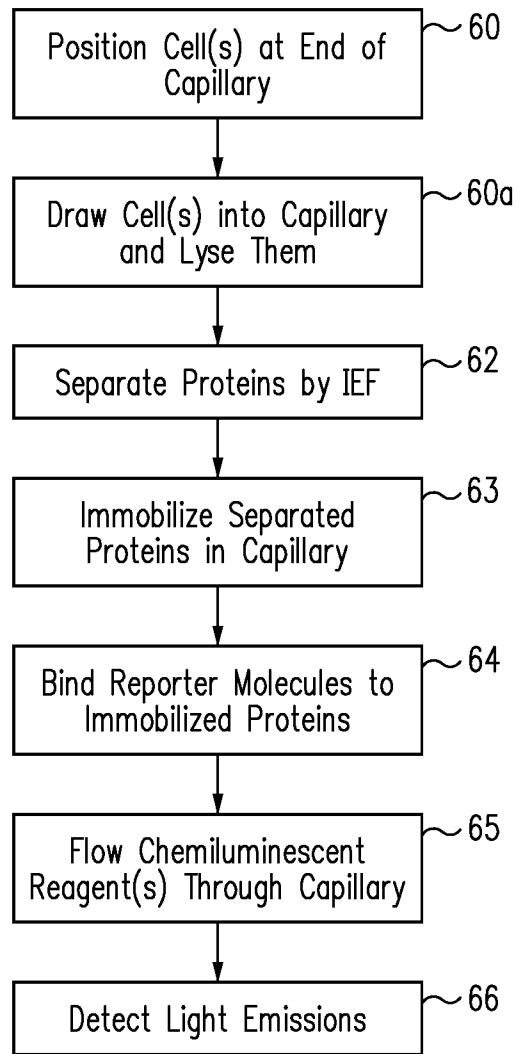 Position Cell(s) at End of
Capillary
60
Draw Cell(s) into Capillary
and Lyse Them
60a
Separate Proteins by IEF
62
Immobilize Separated
Proteins in Capillary
63
Bind Reporter Molecules to
Immobilized Proteins
64
Flow Chemiluminescent
Reagent(s) Through Capillary
65
Detect Light Emissions
66